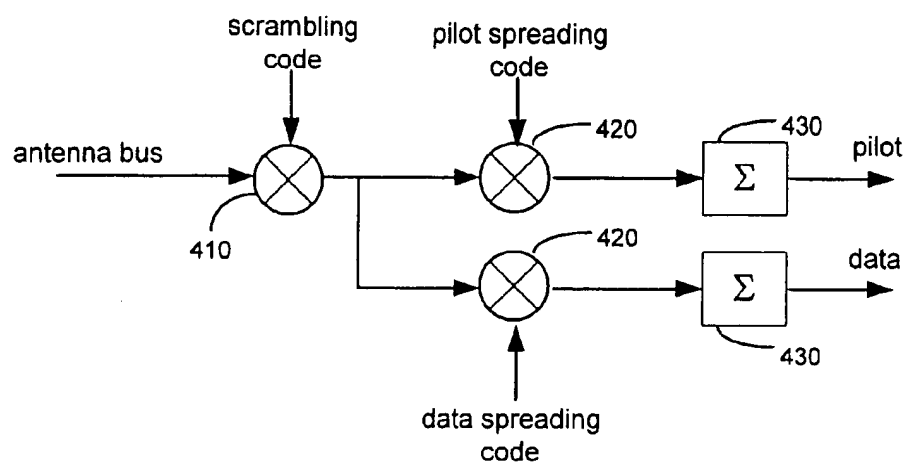 scrambling
code
pilot spreading
code
420
430
antenna bus
pilot
Σ
410
420
data
Σ
430
data spreading
code